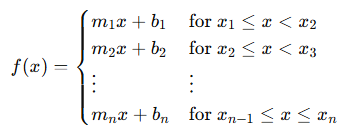 m₁x + b₁ for x₁ ≤ x < x₂
m₂x + b₂ for x₂ ≤ x < x₃
f(x) =
⋮ ⋮
mₙx + bₙ for xₙ₋₁ ≤ x ≤ xₙ